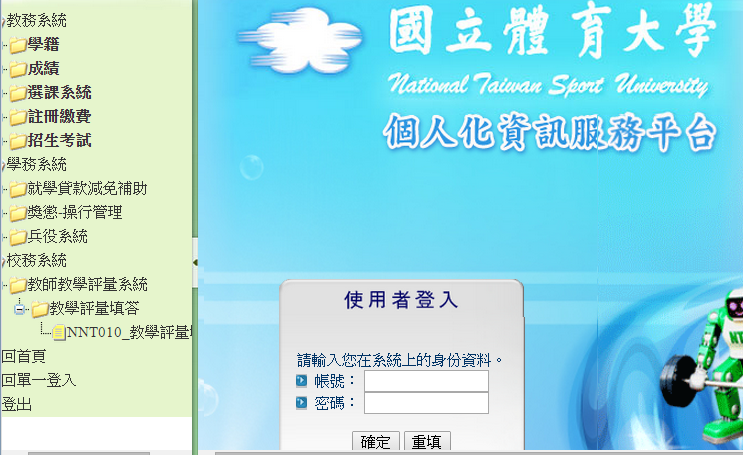 教務系統
學籍
成績
選課系統
註冊繳費
招生考試
學務系統
就學貸款減免補助
獎懲-操行管理
兵役系統
校務系統
教師教學評量系統
教學評量填答
NNT010_教學評量
回首頁
回單一登入
登出
國立體育大學
National Taiwan Sport University
個人化資訊服務平台
使用者登入
請輸入您在系統上的身份資料。
帳號：
密碼：
確定 重填